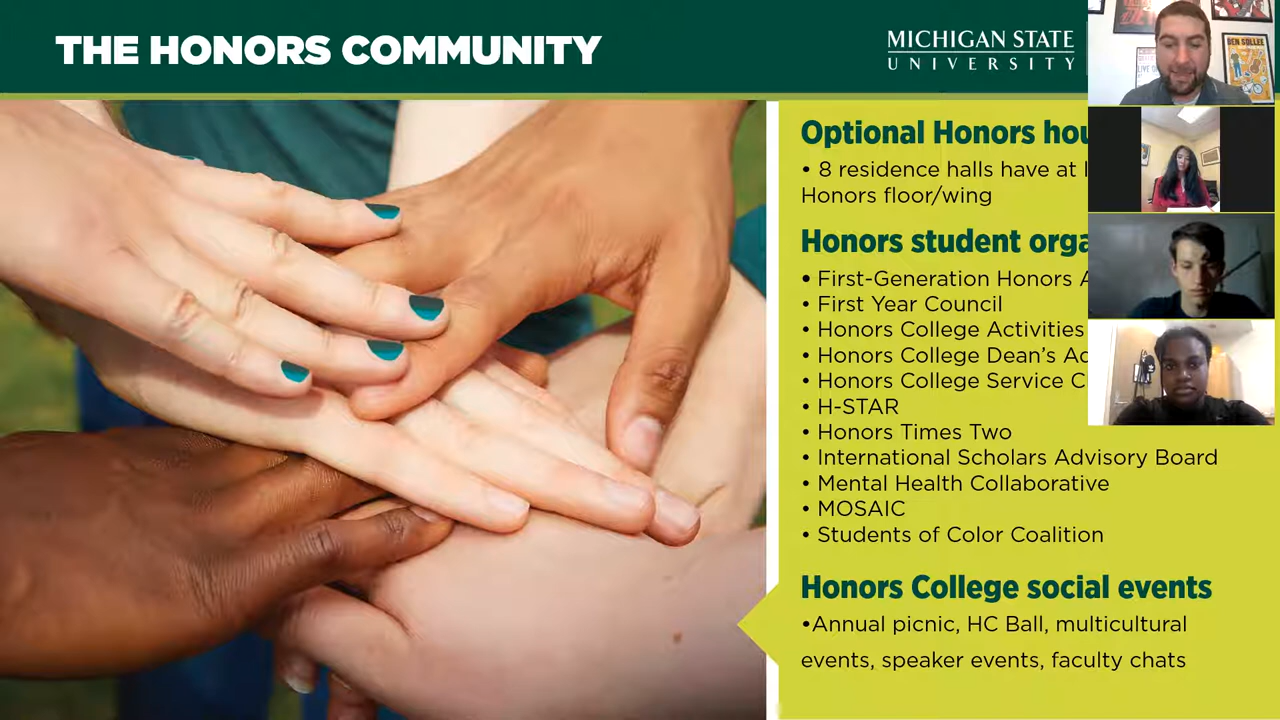 THE HONORS COMMUNITY
MICHIGAN STATE
UNIVERSITY
Optional Honors
• 8 residence halls have at
Honors floor/wing
Honors student
• First-Generation Honors
• First Year Council
• Honors College Activities
• Honors College Dean's
• Honors College Service
• H-STAR
• Honors Times Two
• International Scholars Advisory Board
• Mental Health Collaborative
• MOSAIC
• Students of Color Coalition
Honors College social events
•Annual picnic, HC Ball, multicultural
events, speaker events, faculty chats
BEN SOLLEE